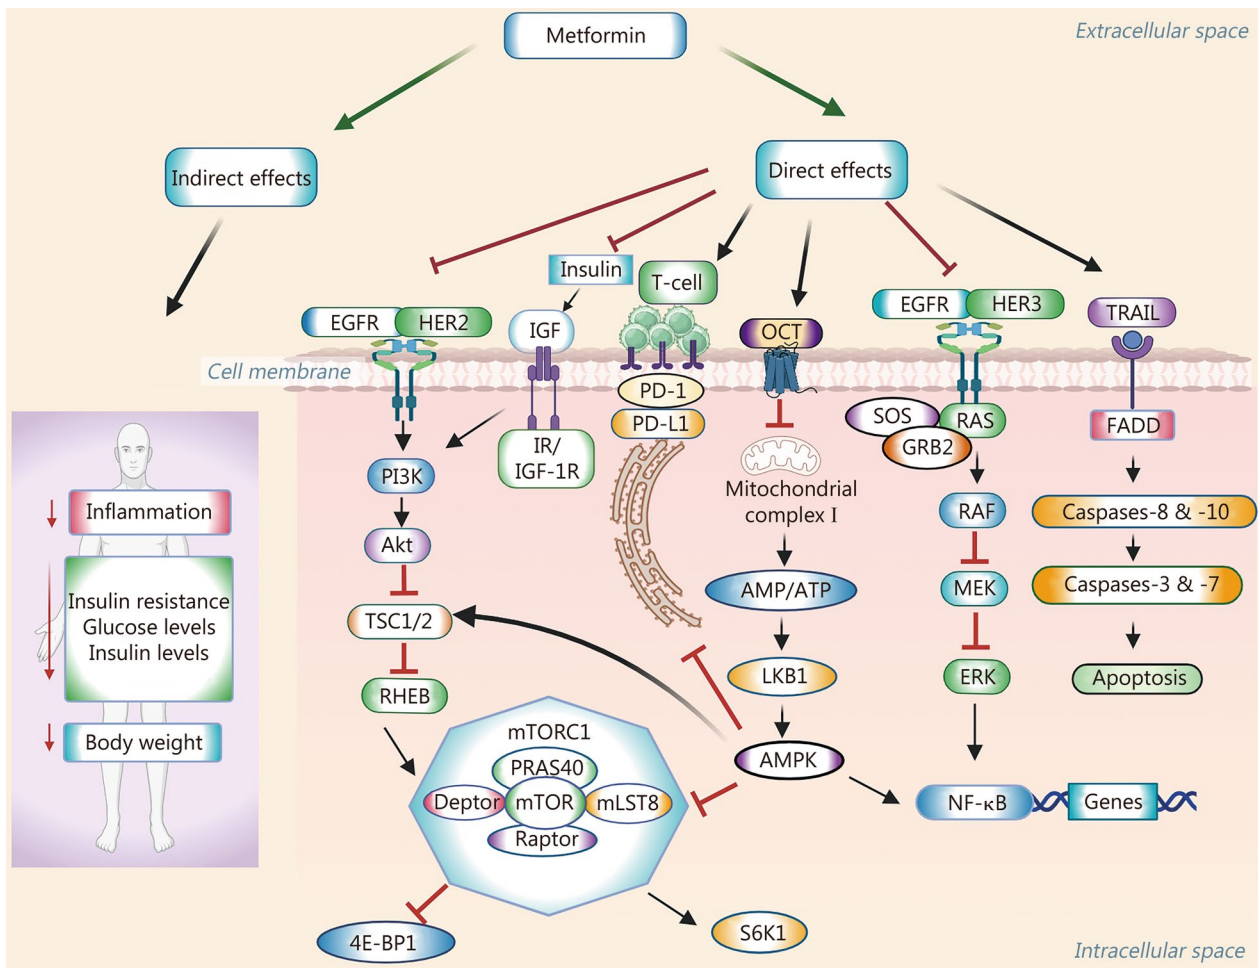 Metformin
Extracellular space
Indirect effects
Direct effects
Insulin
T-cell
EGFR
HER2
IGF
OCT
EGFR
HER3
TRAIL
Cell membrane
PD-1
PD-L1
SOS
RAS
GRB2
FADD
IR/
IGF-1R
PI3K
Mitochondrial
complex I
RAF
Caspases-8 & -10
Inflammation
Akt
AMP/ATP
MEK
Caspases-3 & -7
Insulin resistance
Glucose levels
Insulin levels
TSC1/2
LKB1
ERK
Apoptosis
RHEB
Body weight
mTORC1
PRAS40
Deptor
mTOR
mLST8
Raptor
AMPK
NF-κB
Genes
4E-BP1
S6K1
Intracellular space